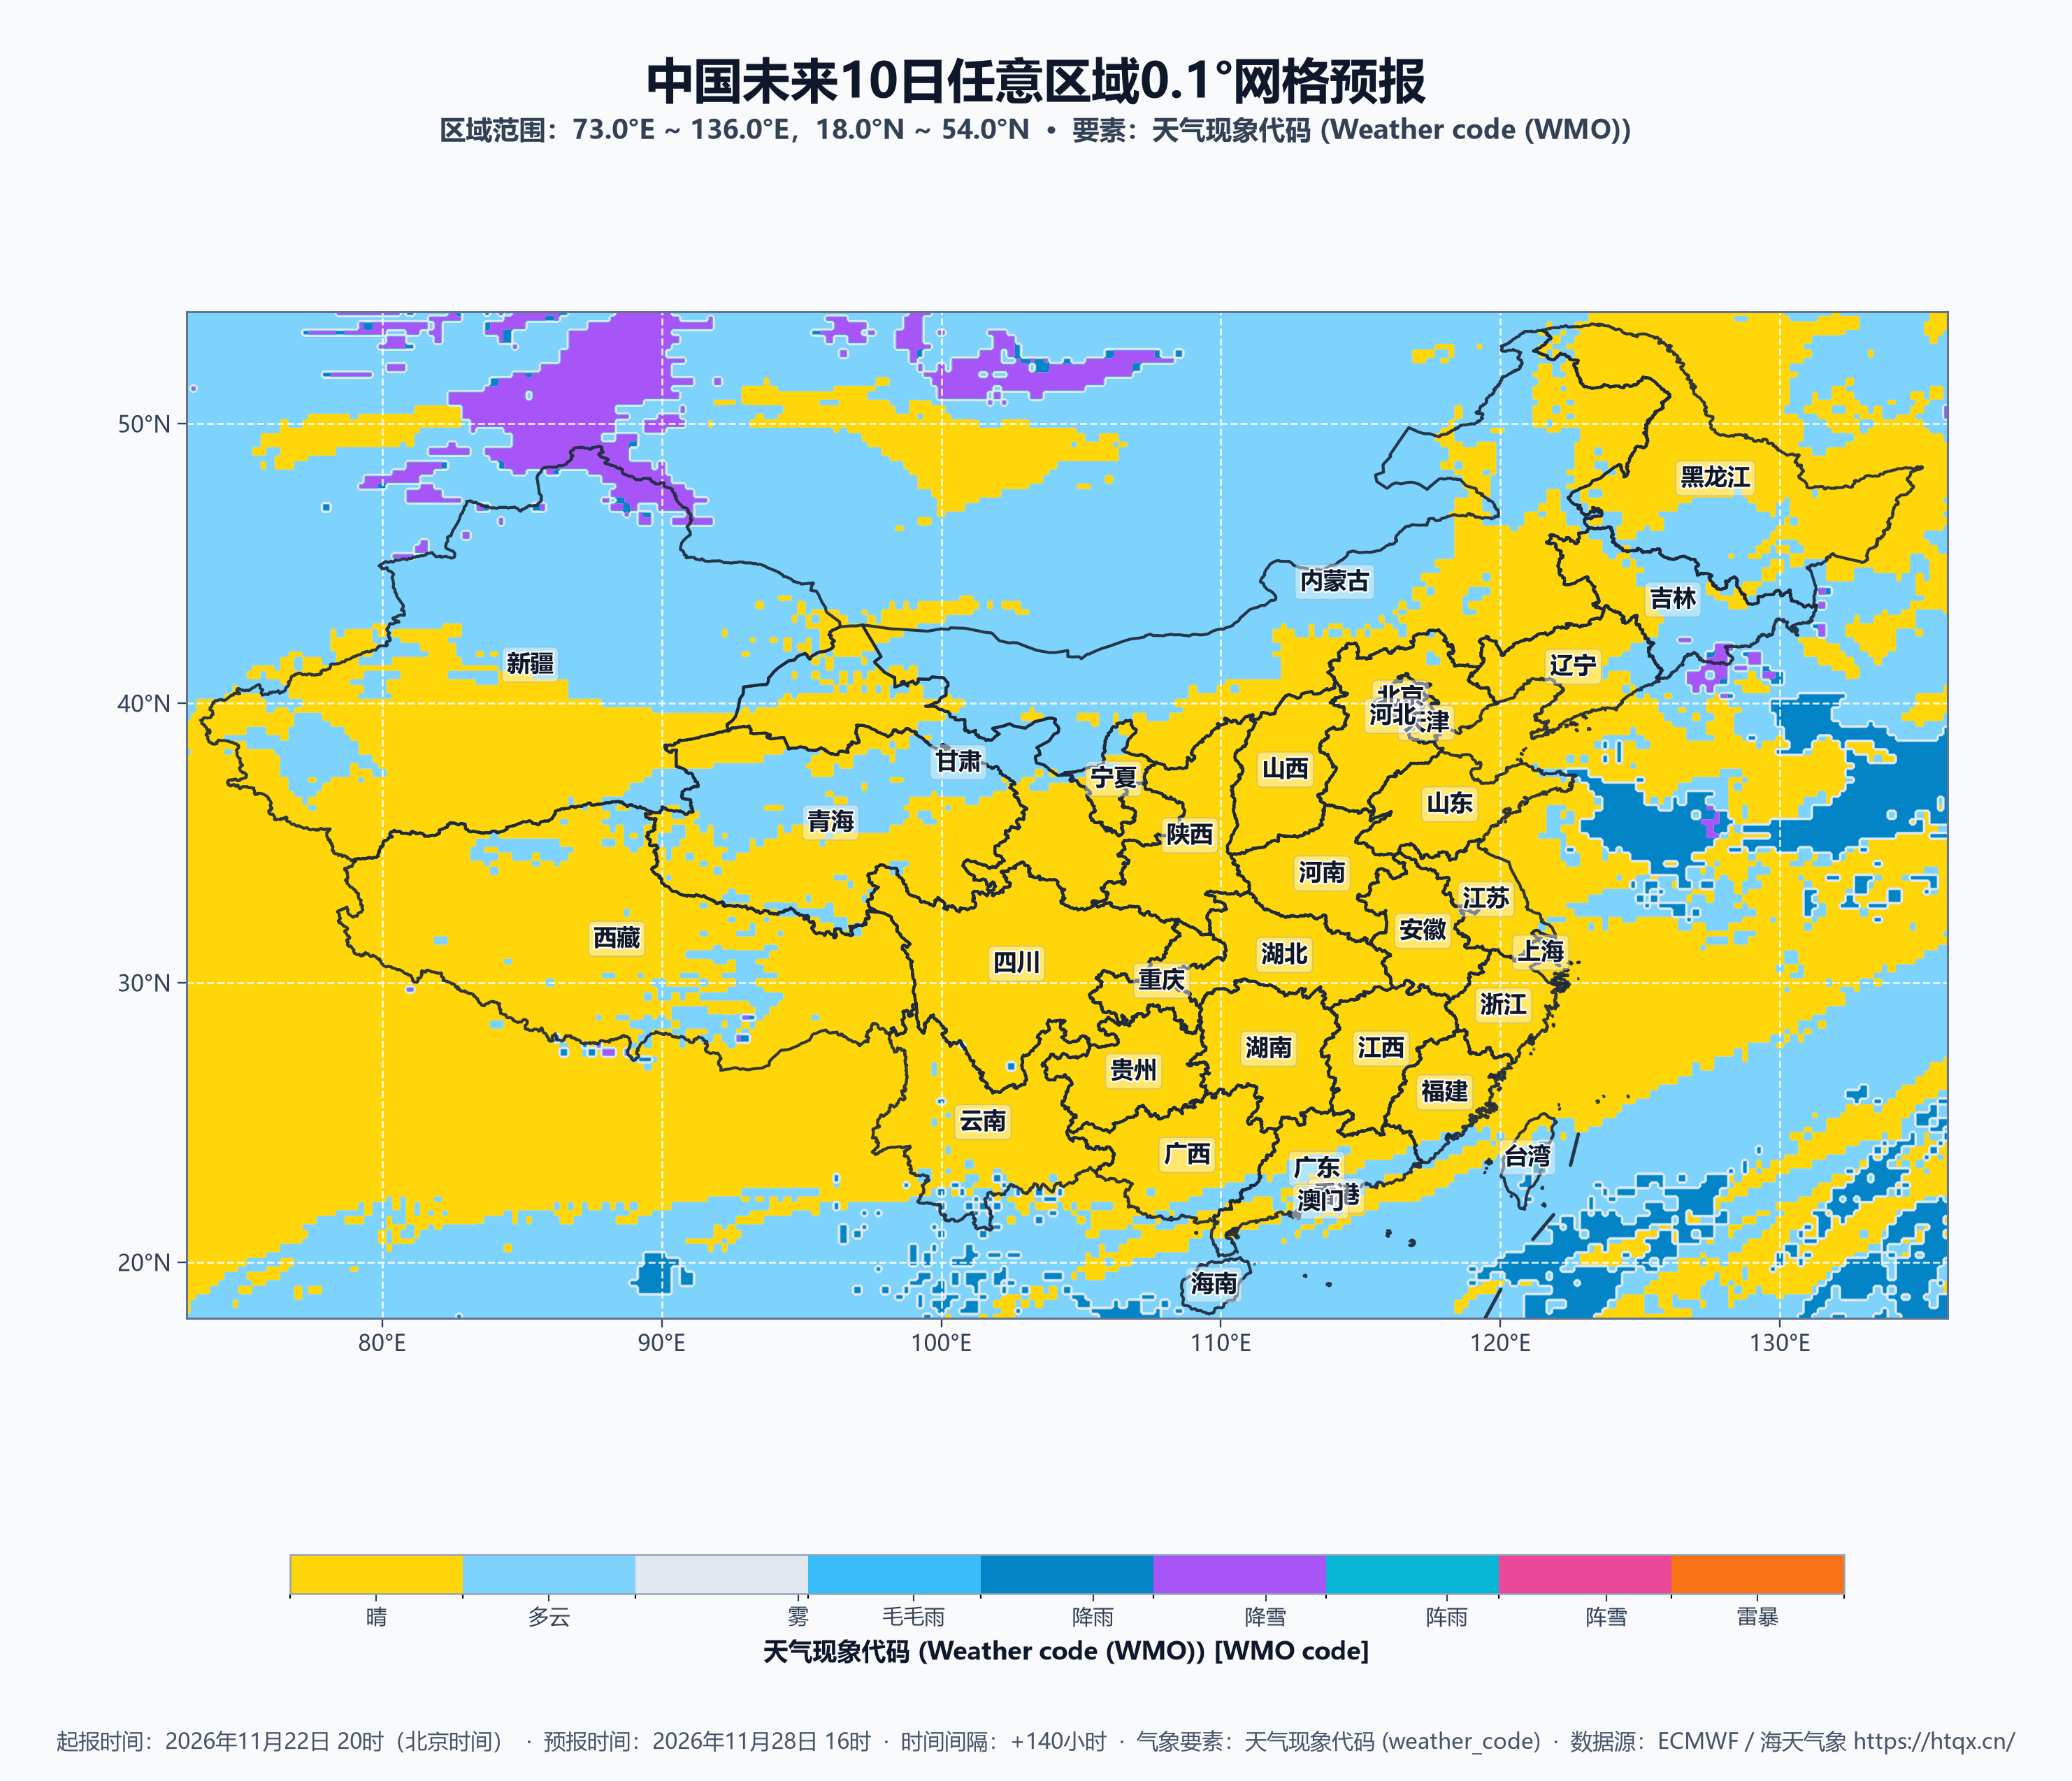 中国未来10日任意区域0.1°网格预报
区域范围：73.0°E ~ 136.0°E，18.0°N ~ 54.0°N • 要素：天气现象代码 (Weather code (WMO))
50°N
黑龙江
内蒙古
吉林
新疆
辽宁
40°N
北京
河北
天津
甘肃
宁夏
山西
山东
青海
陕西
河南
江苏
安徽
西藏
上海
湖北
四川
重庆
30°N
浙江
湖南
江西
贵州
福建
云南
广西
台湾
广东
澳门
20°N
海南
80°E
90°E
100°E
110°E
120°E
130°E
晴
多云
雾
毛毛雨
降雨
降雪
阵雨
阵雪
雷暴
天气现象代码 (Weather code (WMO)) [WMO code]
起报时间：2026年11月22日 20时（北京时间） · 预报时间：2026年11月28日 16时 · 时间间隔：+140小时 · 气象要素：天气现象代码 (weather_code) · 数据源：ECMWF / 海天气象 https://htqx.cn/